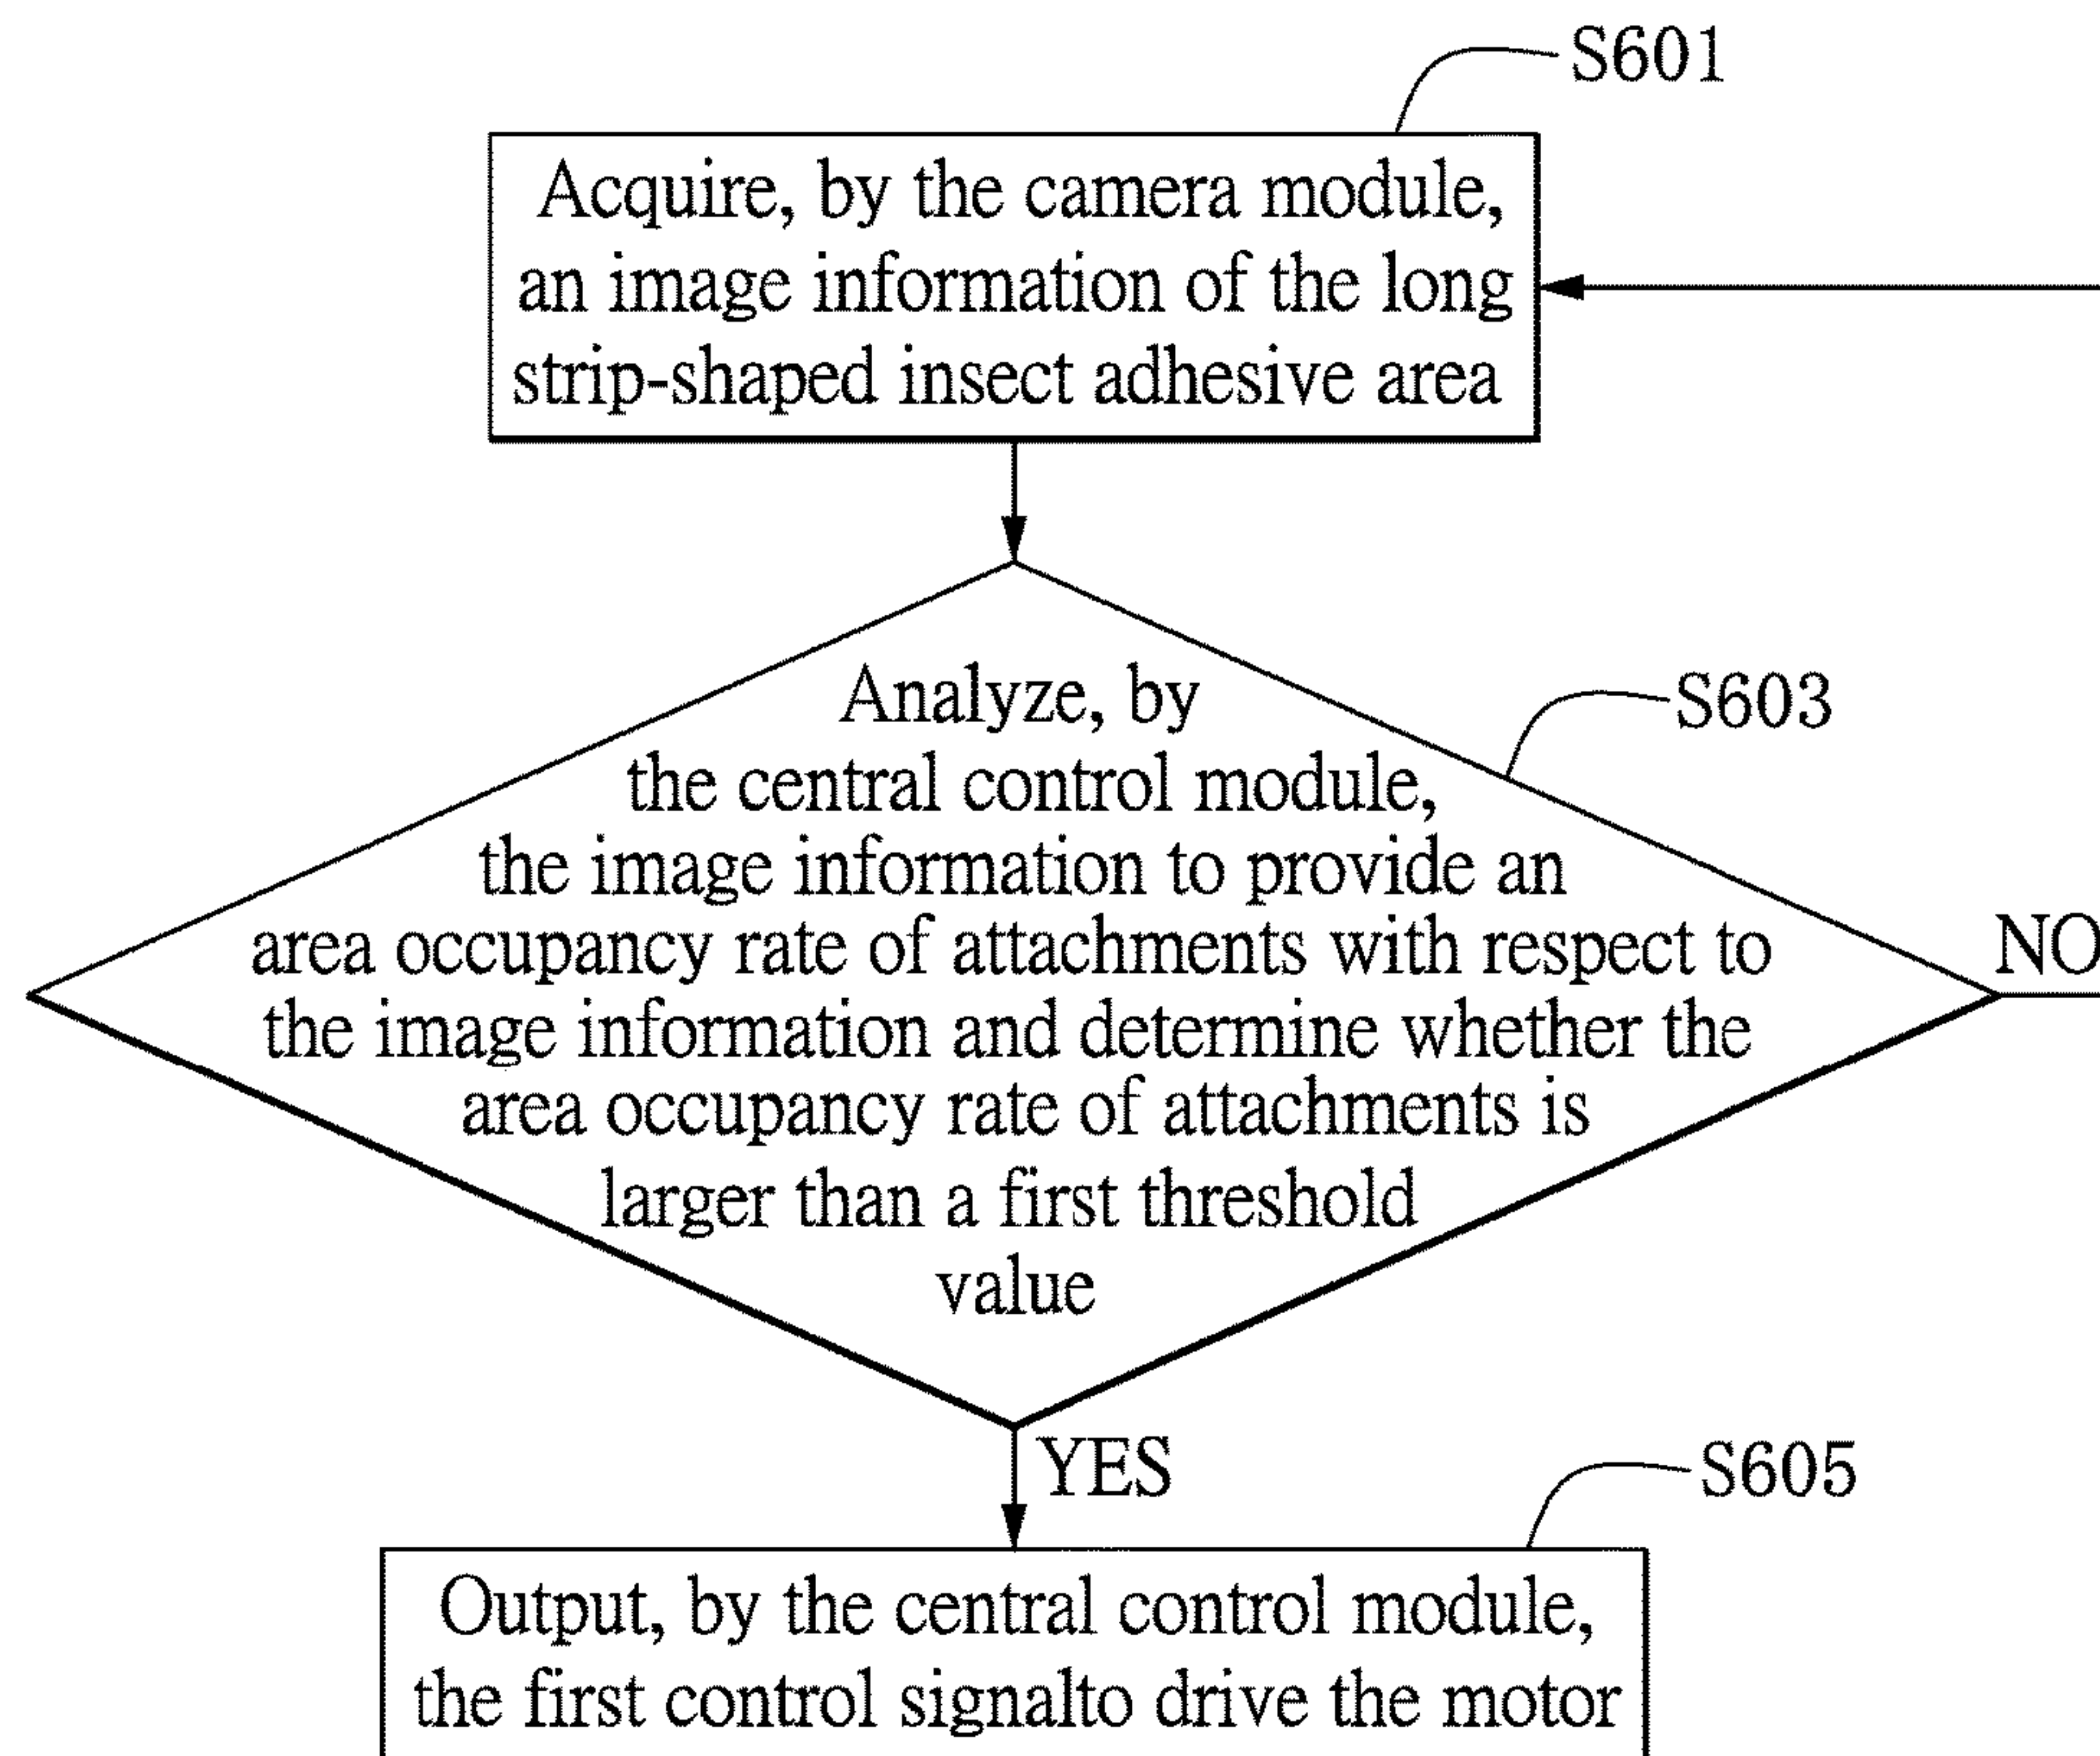 S601
Acquire, by the camera module,
an image information of the long
strip-shaped insect adhesive area
Analyze, by
S603
the central control module,
the image information to provide an
area occupancy rate of attachments with respect to
NO
the image information and determine whether the
area occupancy rate of attachments is
larger than a first threshold
value
YES
S605
Output, by the central control module,
the first control signalto drive the motor